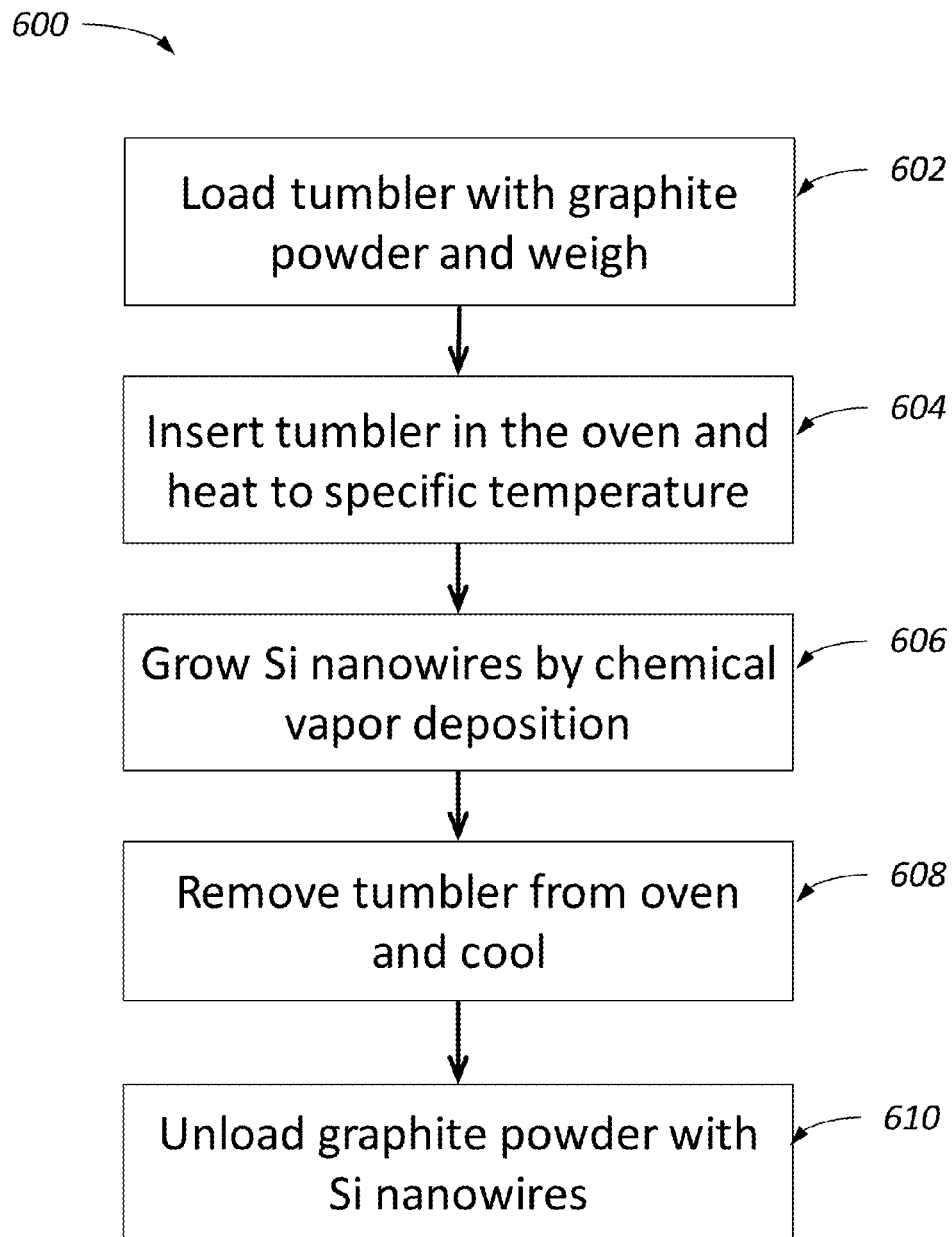 600
Load tumbler with graphite
powder and weigh
602
Insert tumbler in the oven and
heat to specific temperature
604
Grow Si nanowires by chemical
vapor deposition
606
Remove tumbler from oven
and cool
608
Unload graphite powder with
Si nanowires
610